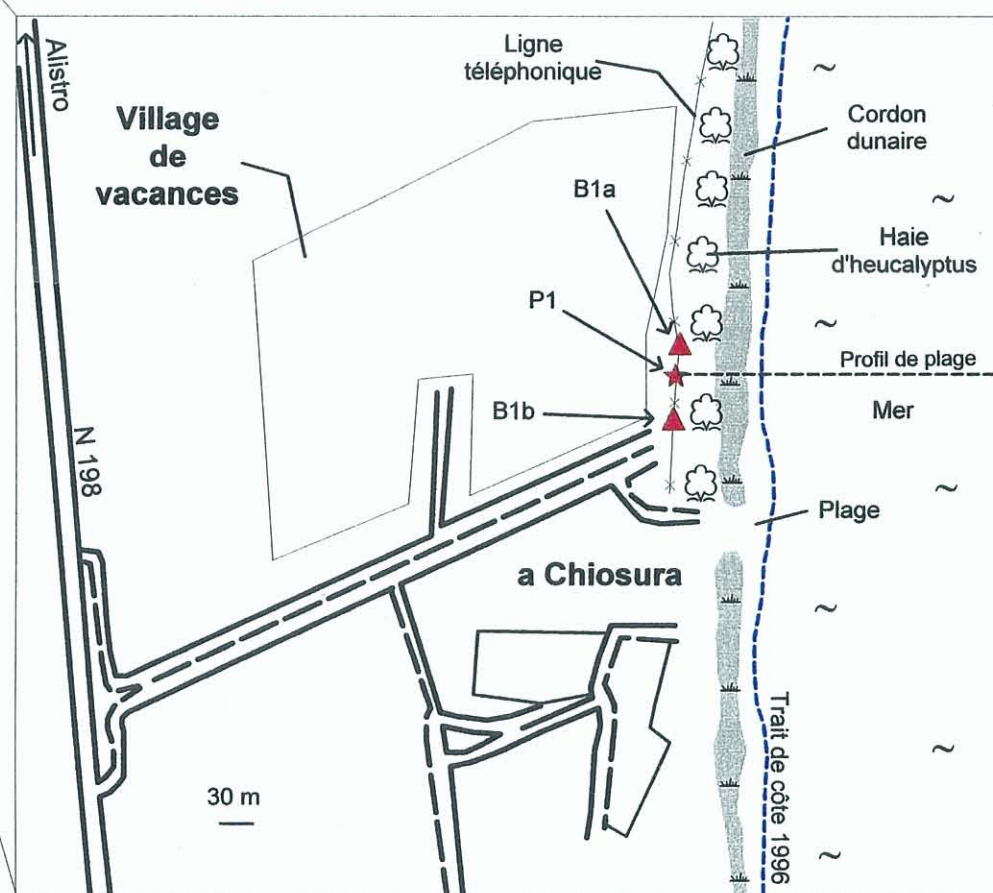 Alistro
Ligne
téléphonique
Village
de
vacances
Cordon
dunaire
B1a
Haie
d'heucalyptus
P1
Profil de plage
B1b
Mer
N 198
Plage
a Chiosura
Trait de côte 1996
30 m